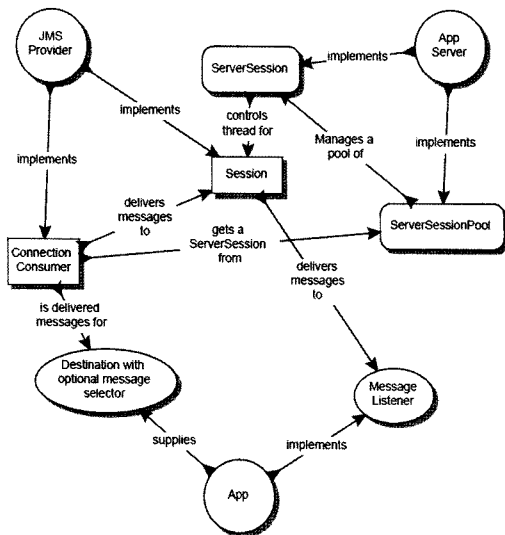 JMS
Provider
App
Server
ServerSession
implements
implements
controls
thread for
Manages a
pool of
implements
implements
Session
delivers
messages
to
gets a
ServerSession
from
ServerSessionPool
Connection
Consumer
delivers
messages
to
is delivered
messages for
Destination with
optional message
selector
Message
Listener
supplies
implements
App